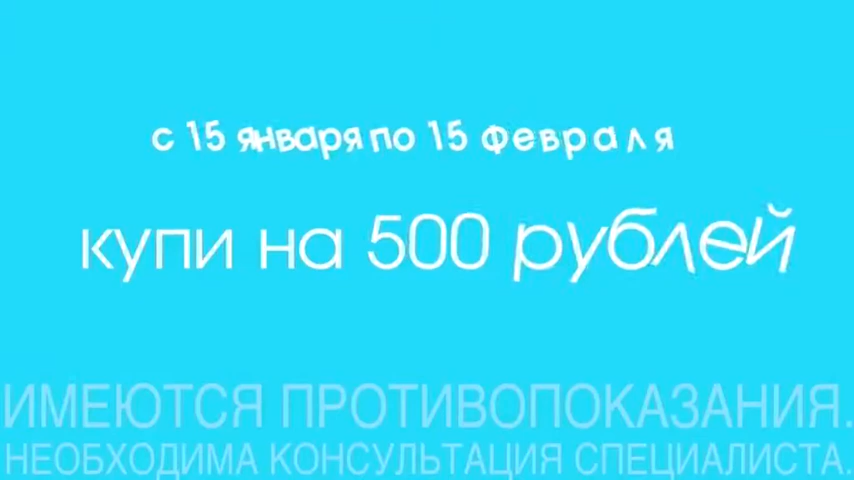 с 15 января по 15 февраля
купи на 500 рублей
ИМЕЮТСЯ ПРОТИВОПОКАЗАНИЯ.
НЕОБХОДИМА КОНСУЛЬТАЦИЯ СПЕЦИАЛИСТА.